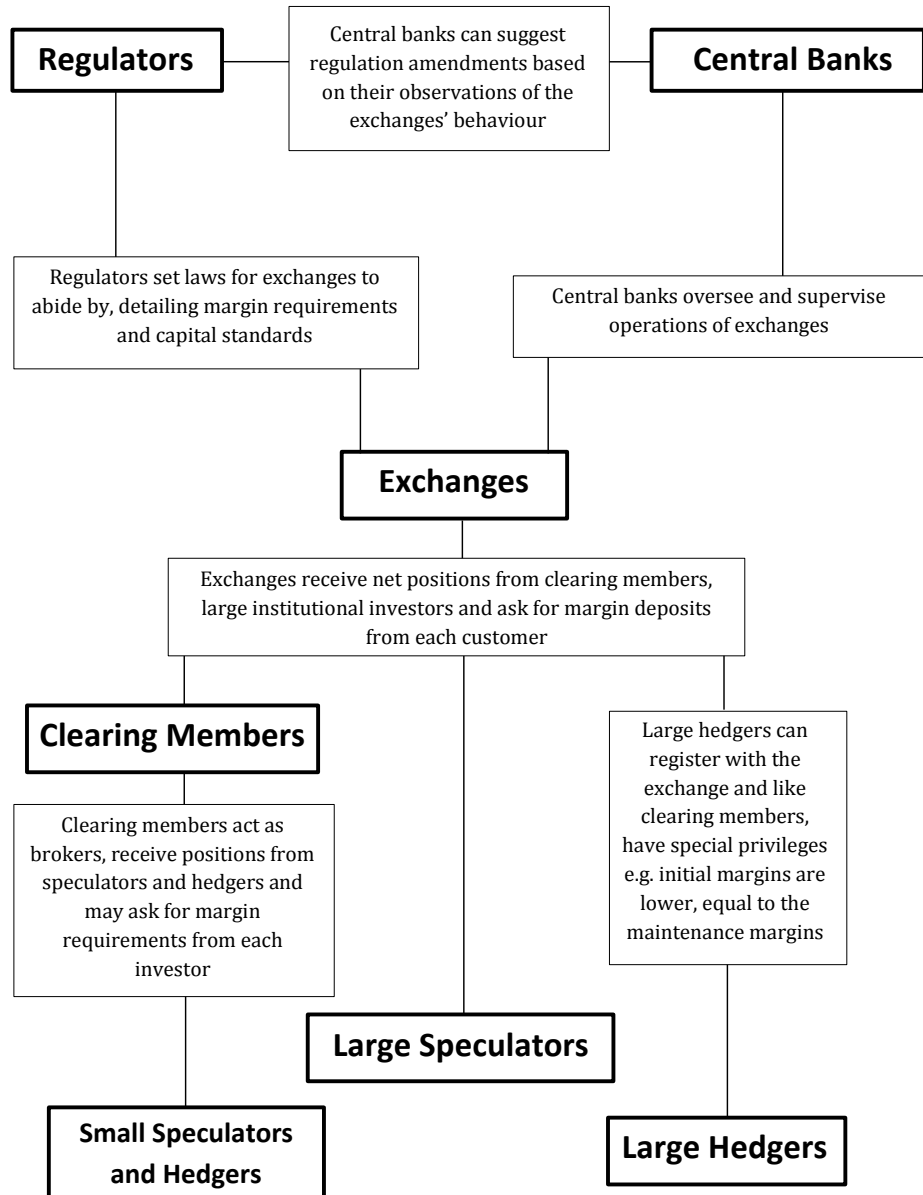 Regulators
Central banks can suggest
regulation amendments based
on their observations of the
exchanges’ behaviour
Central Banks
Regulators set laws for exchanges to
abide by, detailing margin requirements
and capital standards
Central banks oversee and supervise
operations of exchanges
Exchanges
Exchanges receive net positions from clearing members,
large institutional investors and ask for margin deposits
from each customer
Clearing Members
Clearing members act as
brokers, receive positions from
speculators and hedgers and
may ask for margin
requirements from each
investor
Large hedgers can
register with the
exchange and like
clearing members,
have special privileges
e.g. initial margins are
lower, equal to the
maintenance margins
Large Speculators
Small Speculators
and Hedgers
Large Hedgers